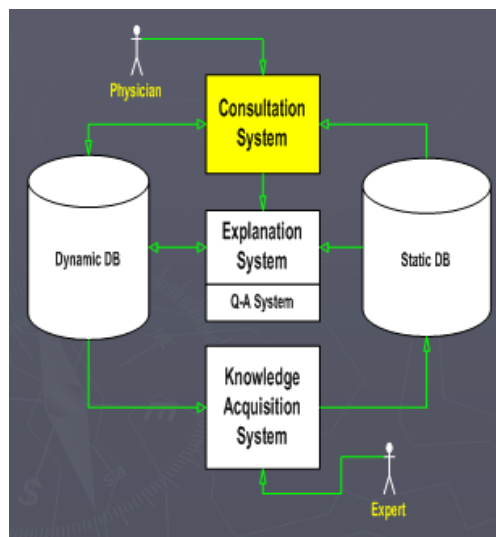 Physician
Consultation
System
Dynamic DB
Explanation
System
Q-A System
Static DB
Knowledge
Acquisition
System
Expert
S
E